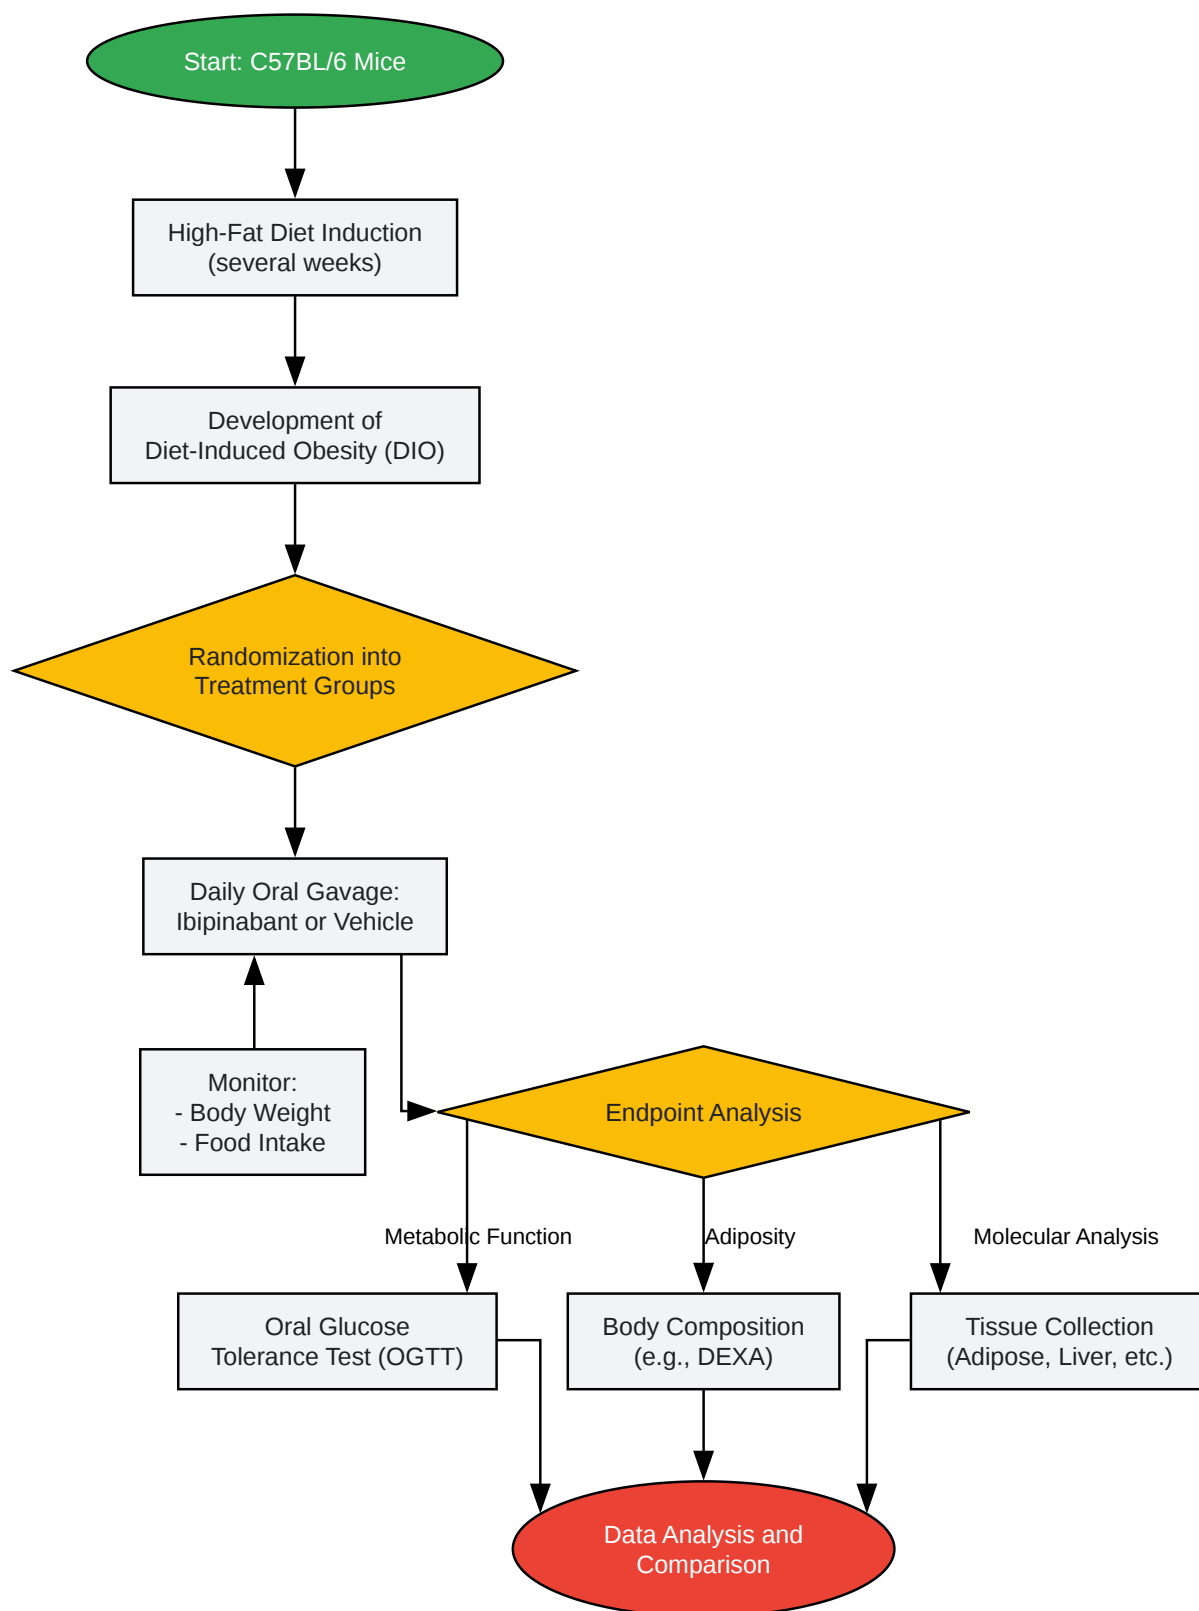 Start: C57BL/6 Mice
High-Fat Diet Induction
(several weeks)
Development of
Diet-Induced Obesity (DIO)
Randomization into
Treatment Groups
Daily Oral Gavage:
Ibipinabant or Vehicle
Monitor:
- Body Weight
- Food Intake
Endpoint Analysis
Metabolic Function
Adiposity
Molecular Analysis
Oral Glucose
Tolerance Test (OGTT)
Body Composition
(e.g., DEXA)
Tissue Collection
(Adipose, Liver, etc.)
Data Analysis and
Comparison